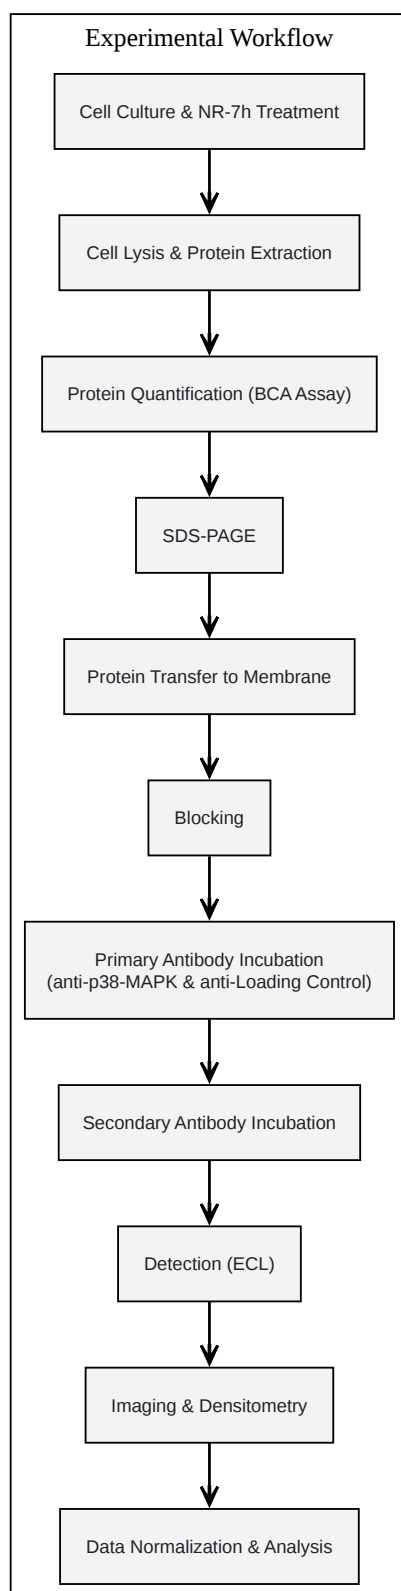 Experimental Workflow
Cell Culture & NR-7h Treatment
Cell Lysis & Protein Extraction
Protein Quantification (BCA Assay)
SDS-PAGE
Protein Transfer to Membrane
Blocking
Primary Antibody Incubation
(anti-p38-MAPK & anti-Loading Control)
Secondary Antibody Incubation
Detection (ECL)
Imaging & Densitometry
Data Normalization & Analysis